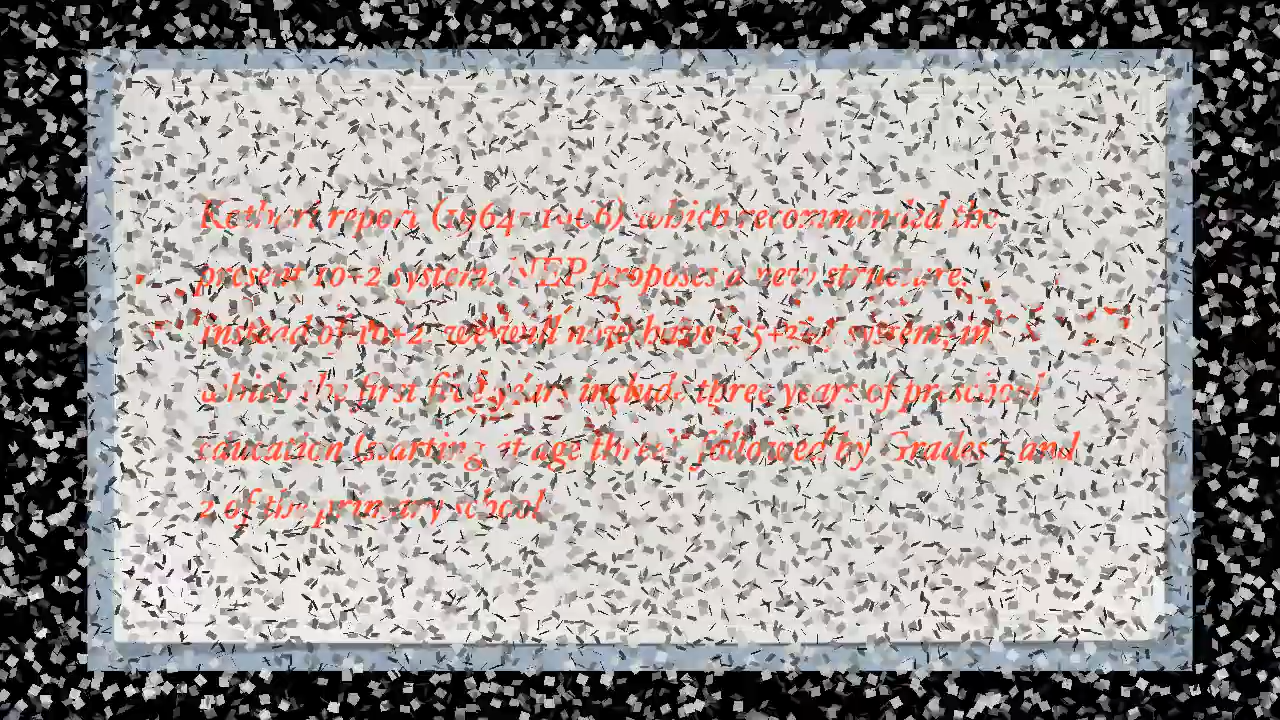 Kothari report (1964-1966) which recommended the
present 10+2 system. NEP proposes a new structure.
Instead of 10+2, we will now have a 5+3+ system, in
which the first five years include three years of preschool
education (starting at age three), followed by Grades 1 and
2 of the primary school